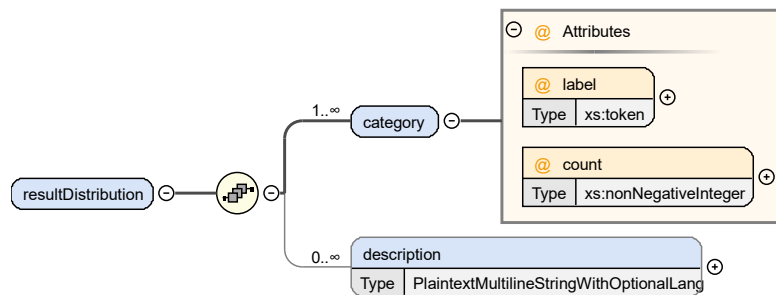 @ Attributes
@ label
Type xs:token
1..∞
category
@ count
Type xs:nonNegativeInteger
resultDistribution
0..∞
description
Type PlaintextMultilineStringWithOptionalLang